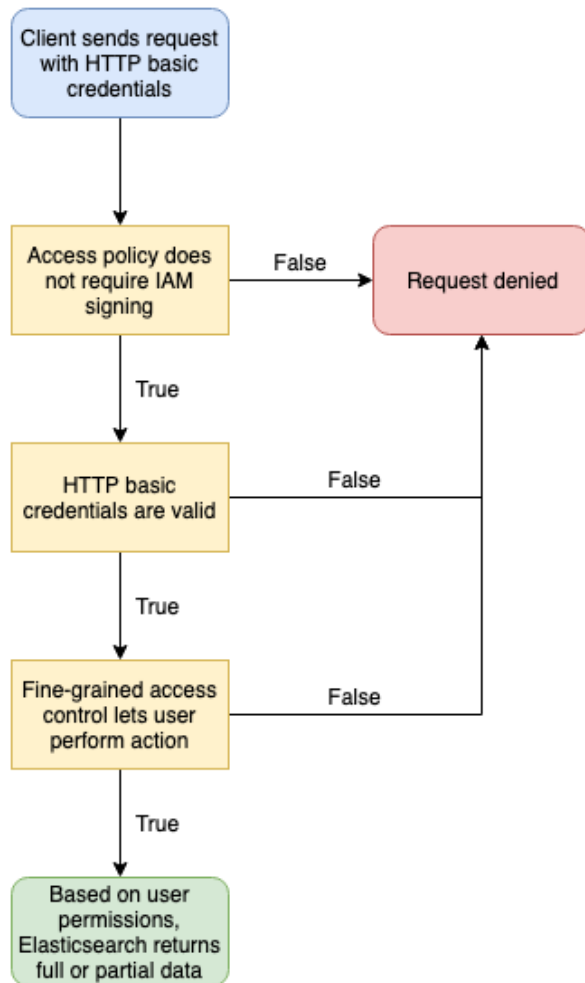 Client sends request
with HTTP basic
credentials
Access policy does
not require IAM
signing
False
Request denied
True
HTTP basic
credentials are valid
False
True
Fine-grained access
control lets user
perform action
False
True
Based on user
permissions,
Elasticsearch returns
full or partial data